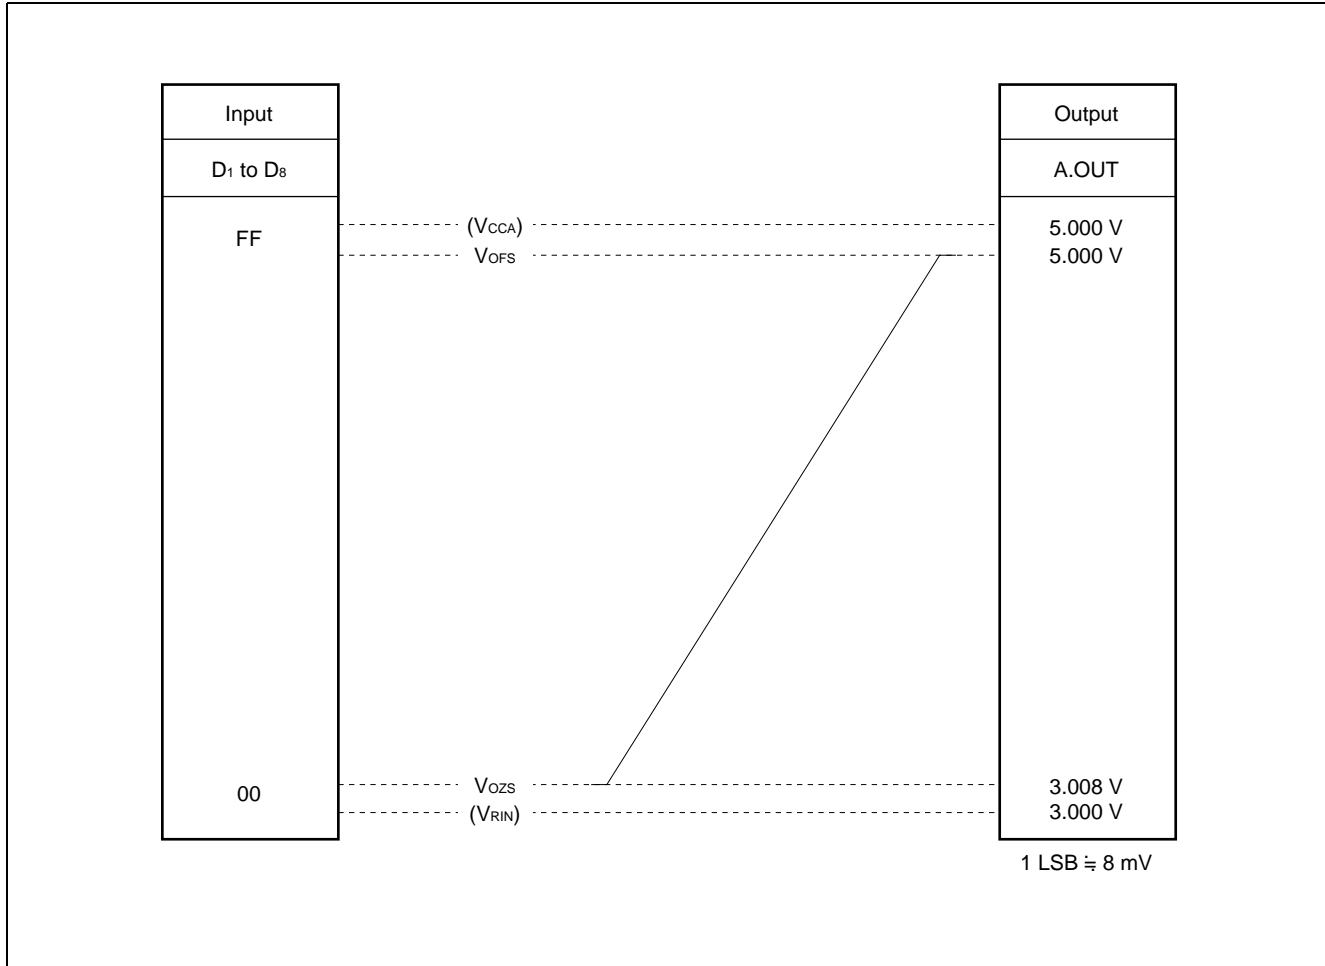 Input
Output
D1 to D8
A.OUT
FF
(VCCA)
5.000 V
VOFS
5.000 V
00
VOZS
3.008 V
(VRIN)
3.000 V
1 LSB ≒ 8 mV